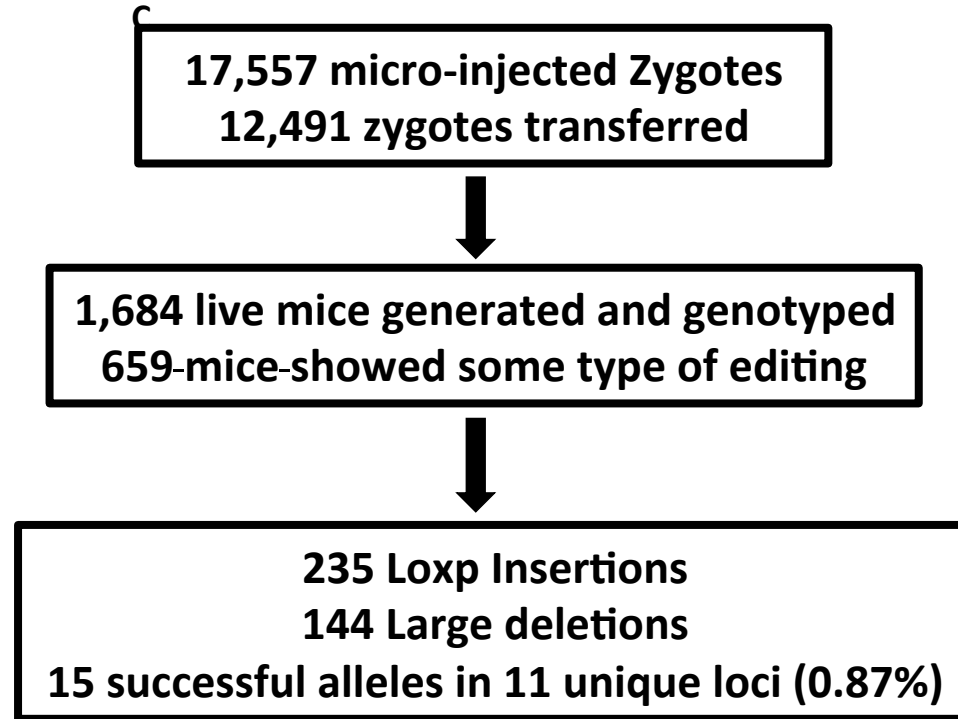 C
17,557 micro-injected Zygotes
12,491 zygotes transferred
1,684 live mice generated and genotyped
659-mice-showed some type of editing
235 Loxp Insertions
144 Large deletions
15 successful alleles in 11 unique loci (0.87%)